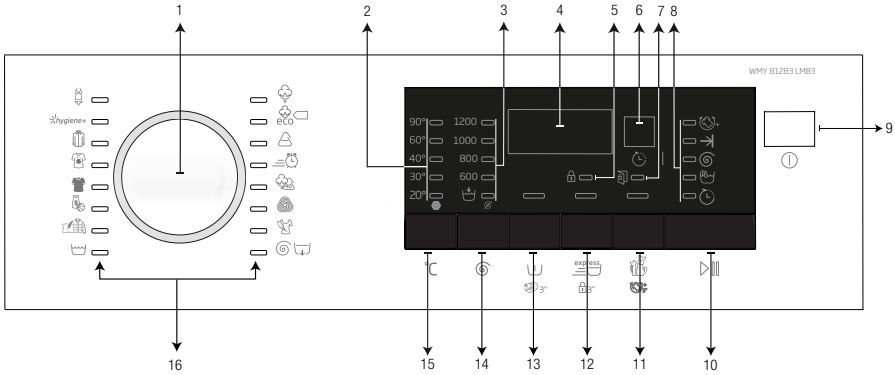 1 2 3 4 5 6 7 8
WMY 81283 LMB3
hygiene+
eco
90° 1200
60° 1000
40° 800
30° 600
20°
9
°C
express
3" 3"
16 15 14 13 12 11 10